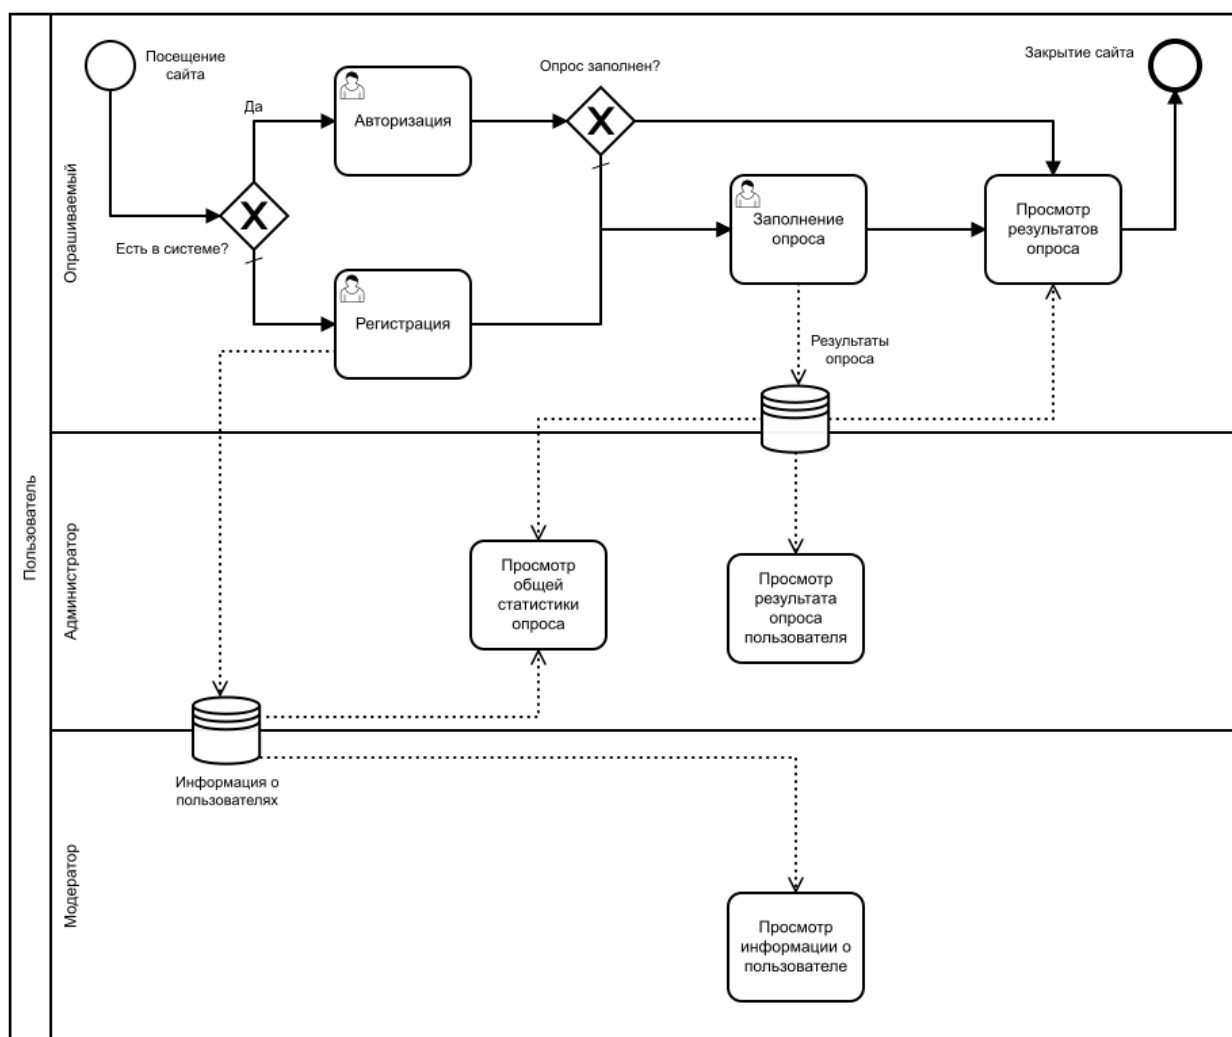 Пользователь
Опрашиваемый
Посещение
сайта
Есть в системе?
Да
Авторизация
Регистрация
Опрос заполнен?
Заполнение
опроса
Результаты
опроса
Просмотр
результатов
опроса
Закрытие сайта
Администратор
Просмотр
общей
статистики
опроса
Просмотр
результата
опроса
пользователя
Информация о
пользователях
Модератор
Просмотр
информации о
пользователе